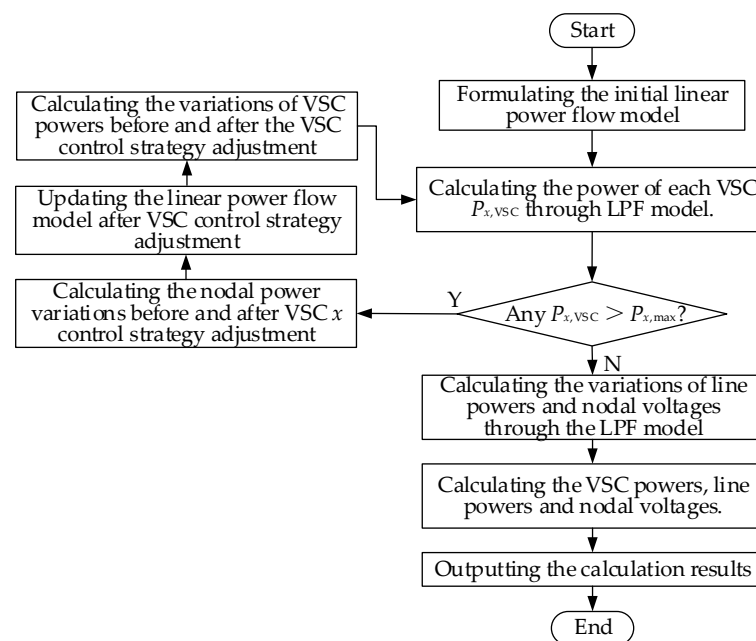 Start
Formulating the initial linear
power flow model
Calculating the power of each VSC
Px,VSC through LPF model.
Any Px,VSC > Px,max?
Y
Calculating the nodal power
variations before and after VSC x
control strategy adjustment
Updating the linear power flow
model after VSC control strategy
adjustment
Calculating the variations of VSC
powers before and after the VSC
control strategy adjustment
N
Calculating the variations of line
powers and nodal voltages
through the LPF model
Calculating the VSC powers, line
powers and nodal voltages.
Outputting the calculation results
End